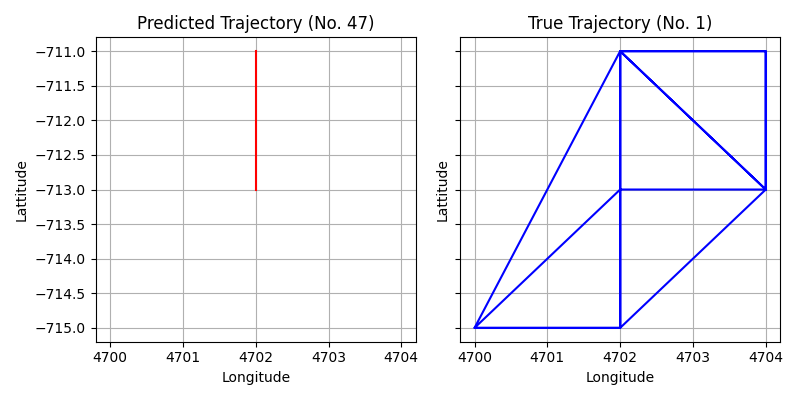 Predicted Trajectory (No. 47)
True Trajectory (No. 1)
−711.0
−711.5
−712.0
−712.5
−713.0
−713.5
−714.0
−714.5
−715.0
Lattitude
Lattitude
4700 4701 4702 4703 4704
4700 4701 4702 4703 4704
Longitude
Longitude